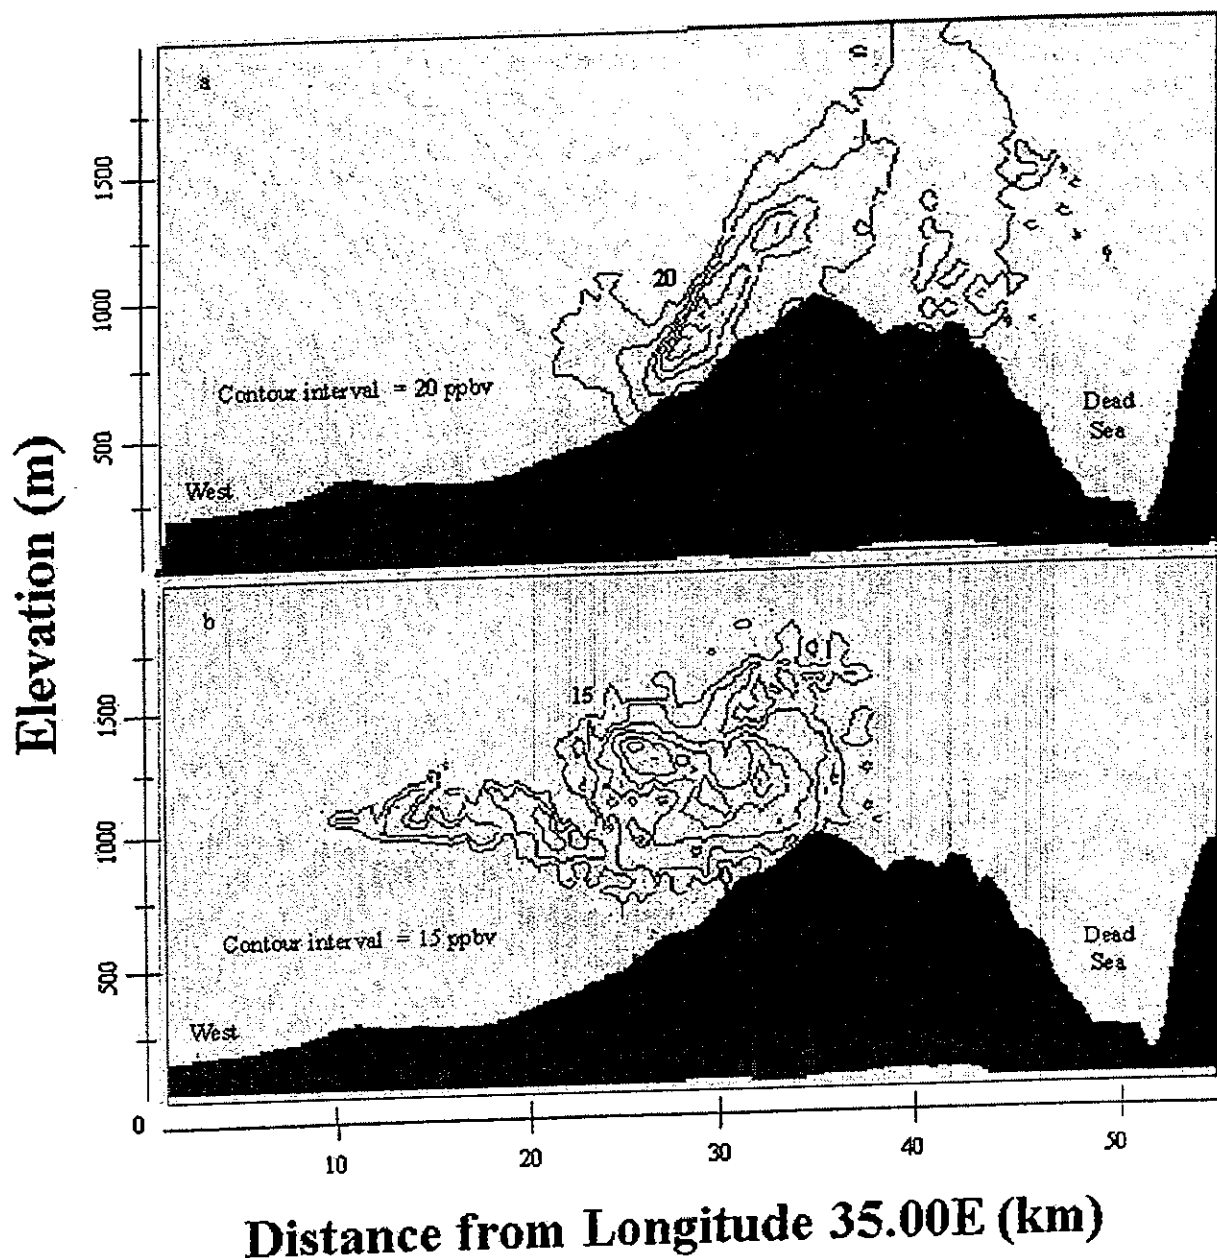 a
1500
1000
500
20
Contour interval = 20 ppbv
West
Dead
Sea
Elevation (m)
b
15
1500
1000
500
0
Contour interval = 15 ppbv
West
Dead
Sea
10 20 30 40 50
Distance from Longitude 35.00E (km)